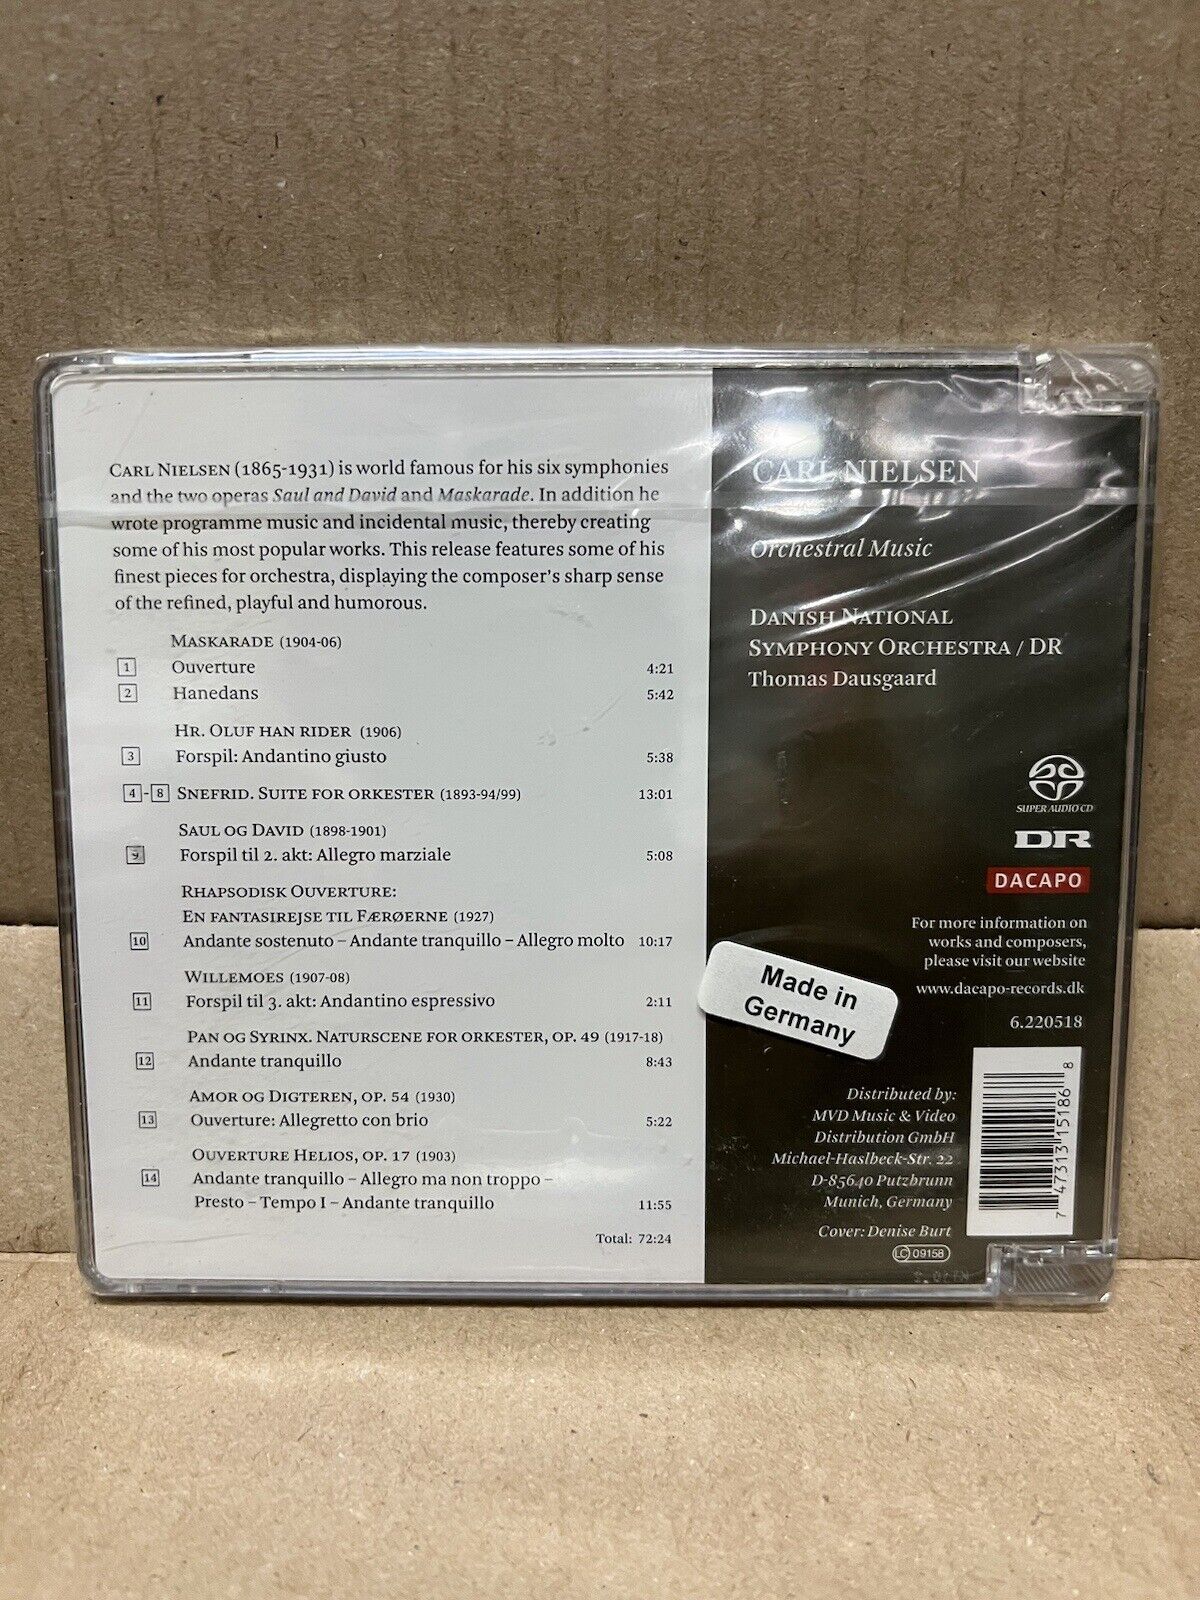 CARL NIELSEN (1865-1931) is world famous for his six symphonies
and the two operas Saul and David and Maskarade. In addition he
wrote programme music and incidental music, thereby creating
some of his most popular works. This release features some of his
finest pieces for orchestra, displaying the composer's sharp sense
of the refined, playful and humorous.
MASKARADE (1904-06)
1 Ouverture 4:21
2 Hanedans 5:42
HR. OLUF HAN RIDER (1906)
3 Forspil: Andantino giusto 5:38
4 - 8 SNEFRID. SUITE FOR ORKESTER (1893-94/99) 13:01
SAUL OG DAVID (1898-1901)
9 Forspil til 2. akt: Allegro marziale 5:08
RHAPSODISK OUVERTURE:
EN FANTASIREJSE TIL FÆRØERNE (1927)
10 Andante sostenuto – Andante tranquillo – Allegro molto 10:17
WILLEMOES (1907-08)
11 Forspil til 3. akt: Andantino espressivo 2:11
PAN OG SYRINX. NATURSCENE FOR ORKESTER, OP. 49 (1917-18)
12 Andante tranquillo 8:43
AMOR OG DIGTEREN, OP. 54 (1930)
13 Ouverture: Allegretto con brio 5:22
OUVERTURE HELIOS, OP. 17 (1903)
14 Andante tranquillo – Allegro ma non troppo –
Presto – Tempo I – Andante tranquillo 11:55
Total: 72:24
CARL NIELSEN
Orchestral Music
DANISH NATIONAL
SYMPHONY ORCHESTRA / DR
Thomas Dausgaard
SUPER AUDIO CD
DR
DACAPO
For more information on
works and composers,
please visit our website
www.dacapo-records.dk
6.220518
Made in
Germany
Distributed by:
MVD Music & Video
Distribution GmbH
Michael-Haslbeck-Str. 22
D-85640 Putzbrunn
Munich, Germany
Cover: Denise Burt
LC 09158
7 47313 15186 8